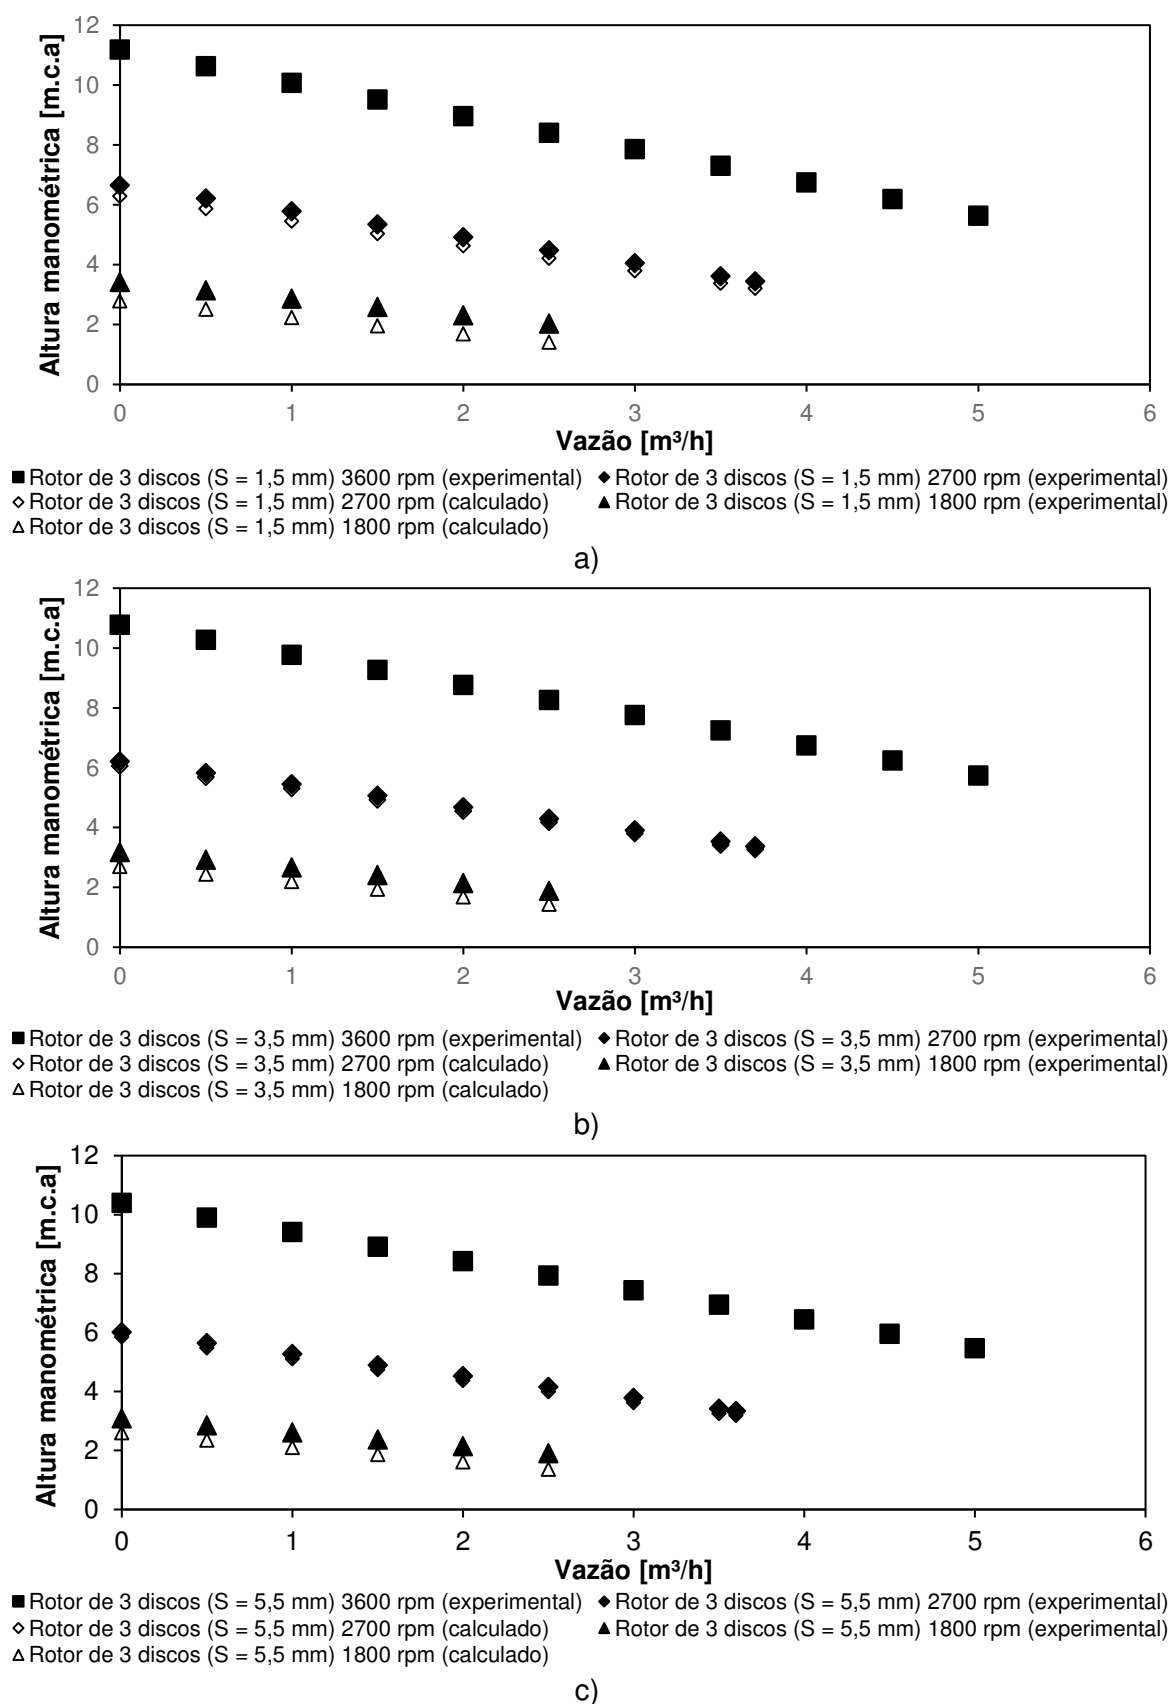 Altura manométrica [m.c.a]
12
10
8
6
4
2
0
0 1 2 3 4 5 6
Vazão [m³/h]
Rotor de 3 discos (S = 1,5 mm) 3600 rpm (experimental) Rotor de 3 discos (S = 1,5 mm) 2700 rpm (experimental)
Rotor de 3 discos (S = 1,5 mm) 2700 rpm (calculado) Rotor de 3 discos (S = 1,5 mm) 1800 rpm (experimental)
Rotor de 3 discos (S = 1,5 mm) 1800 rpm (calculado)
a)
Altura manométrica [m.c.a]
12
10
8
6
4
2
0
0 1 2 3 4 5 6
Vazão [m³/h]
Rotor de 3 discos (S = 3,5 mm) 3600 rpm (experimental) Rotor de 3 discos (S = 3,5 mm) 2700 rpm (experimental)
Rotor de 3 discos (S = 3,5 mm) 2700 rpm (calculado) Rotor de 3 discos (S = 3,5 mm) 1800 rpm (experimental)
Rotor de 3 discos (S = 3,5 mm) 1800 rpm (calculado)
b)
Altura manométrica [m.c.a]
12
10
8
6
4
2
0
0 1 2 3 4 5 6
Vazão [m³/h]
Rotor de 3 discos (S = 5,5 mm) 3600 rpm (experimental) Rotor de 3 discos (S = 5,5 mm) 2700 rpm (experimental)
Rotor de 3 discos (S = 5,5 mm) 2700 rpm (calculado) Rotor de 3 discos (S = 5,5 mm) 1800 rpm (experimental)
Rotor de 3 discos (S = 5,5 mm) 1800 rpm (calculado)
c)